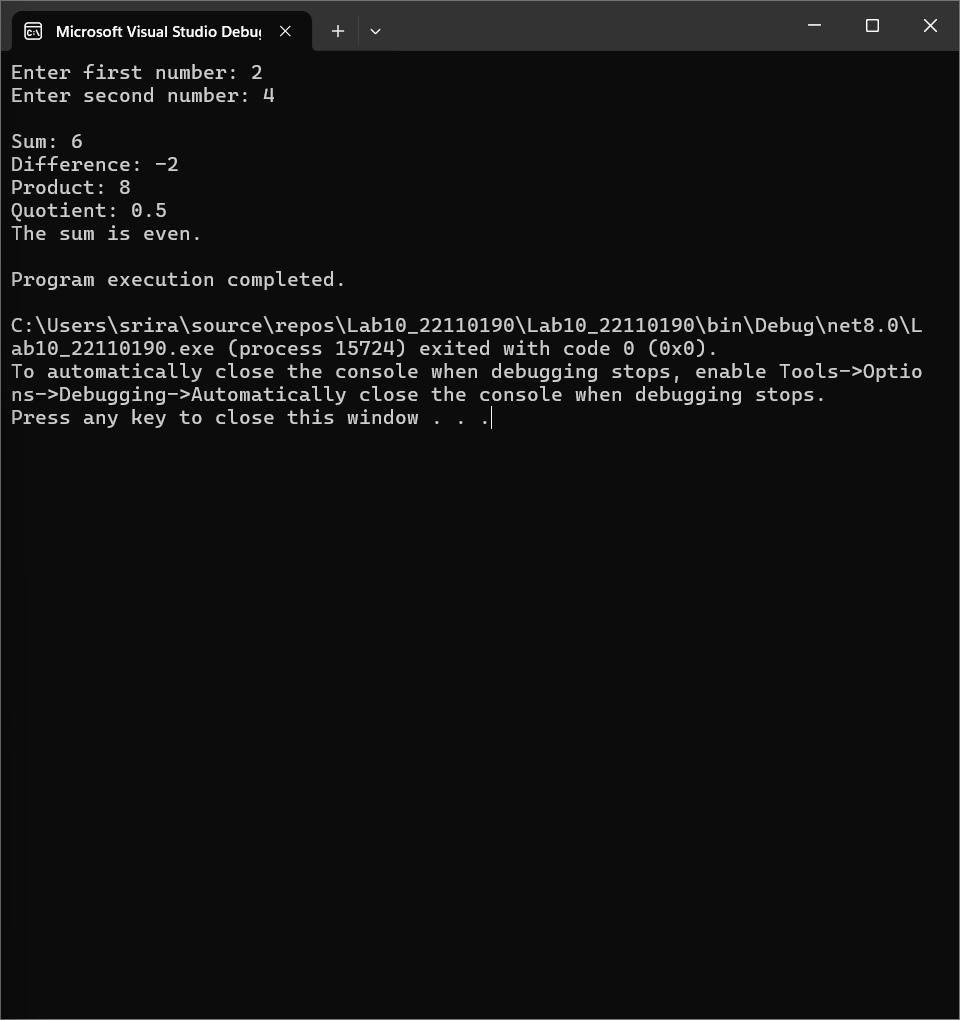 Microsoft Visual Studio Debu
Enter first number: 2
Enter second number: 4
Sum: 6
Difference: -2
Product: 8
Quotient: 0.5
The sum is even.
Program execution completed.
C:\Users\srira\source\repos\Lab10_22110190\Lab10_22110190\bin\Debug\net8.0\L
ab10_22110190.exe (process 15724) exited with code 0 (0x0).
To automatically close the console when debugging stops, enable Tools->Optio
ns->Debugging->Automatically close the console when debugging stops.
Press any key to close this window . . .